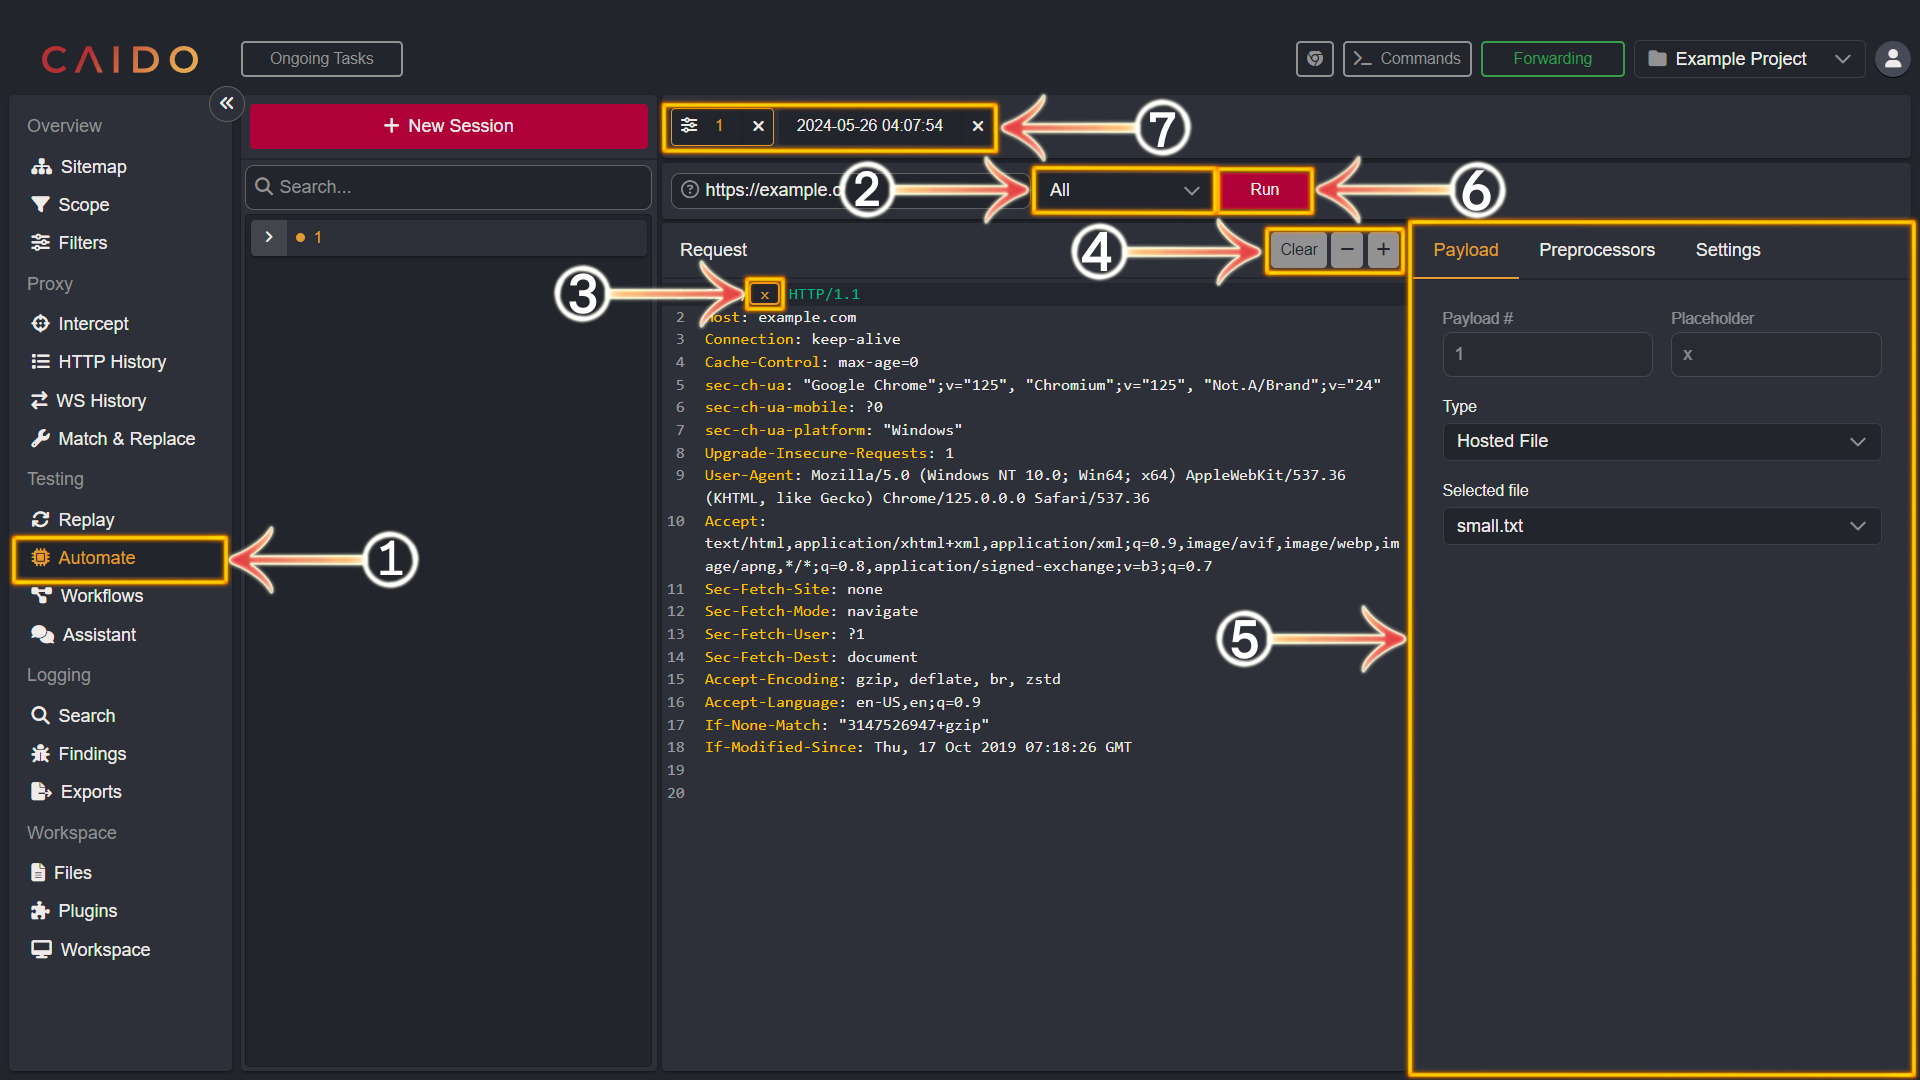 CAIDO
Ongoing Tasks
Commands
Forwarding
Example Project
Overview
Sitemap
Scope
Filters
Proxy
Intercept
HTTP History
WS History
Match & Replace
Testing
Replay
Automate
1
Workflows
Assistant
Logging
Search
Findings
Exports
Workspace
Files
Plugins
Workspace
+ New Session
Search...
1
1
2024-05-26 04:07:54
7
https://example.c
2
All
Run
6
Request
4
Clear
3
x HTTP/1.1
2 Host: example.com
3 Connection: keep-alive
4 Cache-Control: max-age=0
5 sec-ch-ua: "Google Chrome";v="125", "Chromium";v="125", "Not.A/Brand";v="24"
6 sec-ch-ua-mobile: ?0
7 sec-ch-ua-platform: "Windows"
8 Upgrade-Insecure-Requests: 1
9 User-Agent: Mozilla/5.0 (Windows NT 10.0; Win64; x64) AppleWebKit/537.36
(KHTML, like Gecko) Chrome/125.0.0.0 Safari/537.36
10 Accept:
text/html,application/xhtml+xml,application/xml;q=0.9,image/avif,image/webp,im
age/apng,*/*;q=0.8,application/signed-exchange;v=b3;q=0.7
11 Sec-Fetch-Site: none
12 Sec-Fetch-Mode: navigate
13 Sec-Fetch-User: ?1
14 Sec-Fetch-Dest: document
15 Accept-Encoding: gzip, deflate, br, zstd
16 Accept-Language: en-US,en;q=0.9
17 If-None-Match: "3147526947+gzip"
18 If-Modified-Since: Thu, 17 Oct 2019 07:18:26 GMT
19
20
5
Payload
Preprocessors
Settings
Payload #
Placeholder
1
x
Type
Hosted File
Selected file
small.txt